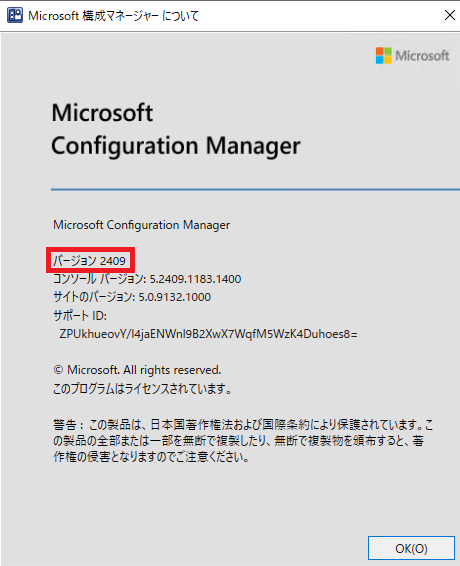 Microsoft 構成マネージャー について
Microsoft
Microsoft
Configuration Manager
Microsoft Configuration Manager
バージョン 2409
コンソール バージョン: 5.2409.1183.1400
サイトのバージョン: 5.0.9132.1000
サポート ID:
ZPUkhueovY/I4jaENWnI9B2XwX7WqfM5WzK4Duhoes8=
© Microsoft. All rights reserved.
このプログラムはライセンスされています。
警告 : この製品は、日本国著作権法および国際条約により保護されています。こ
の製品の全部または一部を無断で複製したり、無断で複製物を頒布すると、著
作権の侵害となりますのでご注意ください。
OK(O)